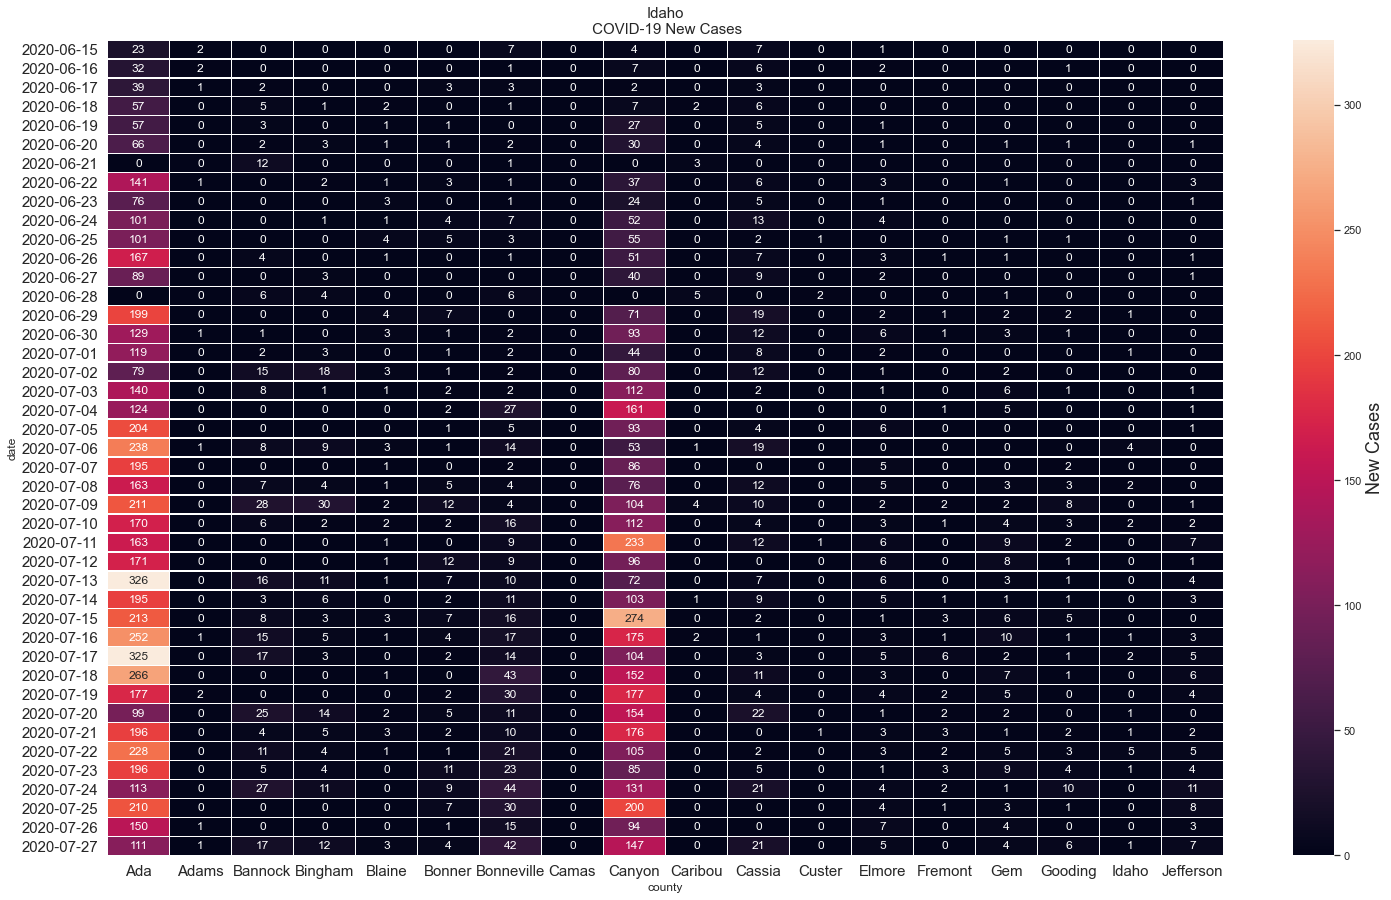 Idaho
COVID-19 New Cases
2020-06-15 23 2 0 0 0 0 7 0 4 0 7 0 1 0 0 0 0 0
2020-06-16 32 2 0 0 0 0 1 0 7 0 6 0 2 0 0 1 0 0
2020-06-17 39 1 2 0 0 3 3 0 2 0 3 0 0 0 0 0 0 0
2020-06-18 57 0 5 1 2 0 1 0 7 2 6 0 0 0 0 0 0 0
2020-06-19 57 0 3 0 1 1 0 0 27 0 5 0 1 0 0 0 0 0
2020-06-20 66 0 2 3 1 1 2 0 30 0 4 0 1 0 1 1 0 1
2020-06-21 0 0 12 0 0 0 1 0 0 3 0 0 0 0 0 0 0 0
2020-06-22 141 1 0 2 1 3 1 0 37 0 6 0 3 0 1 0 0 3
2020-06-23 76 0 0 0 3 0 1 0 24 0 5 0 1 0 0 0 0 1
2020-06-24 101 0 0 1 1 4 7 0 52 0 13 0 4 0 0 0 0 0
2020-06-25 101 0 0 0 4 5 3 0 55 0 2 1 0 0 1 1 0 0
2020-06-26 167 0 4 0 1 0 1 0 51 0 7 0 3 1 1 0 0 1
2020-06-27 89 0 0 3 0 0 0 0 40 0 9 0 2 0 0 0 0 1
2020-06-28 0 0 6 4 0 0 6 0 0 5 0 2 0 0 1 0 0 0
2020-06-29 199 0 0 0 4 7 0 0 71 0 19 0 2 1 2 2 1 0
2020-06-30 129 1 1 0 3 1 2 0 93 0 12 0 6 1 3 1 0 0
2020-07-01 119 0 2 3 0 1 2 0 44 0 8 0 2 0 0 0 1 0
2020-07-02 79 0 15 18 3 1 2 0 80 0 12 0 1 0 2 0 0 0
2020-07-03 140 0 8 1 1 2 2 0 112 0 2 0 1 0 6 1 0 1
2020-07-04 124 0 0 0 0 2 27 0 161 0 0 0 0 1 5 0 0 1
2020-07-05 204 0 0 0 0 1 5 0 93 0 4 0 6 0 0 0 0 1
2020-07-06 238 1 8 9 3 1 14 0 53 1 19 0 0 0 0 0 4 0
2020-07-07 195 0 0 0 1 0 2 0 86 0 0 0 5 0 0 2 0 0
2020-07-08 163 0 7 4 1 5 4 0 76 0 12 0 5 0 3 3 2 0
2020-07-09 211 0 28 30 2 12 4 0 104 4 10 0 2 2 2 8 0 1
2020-07-10 170 0 6 2 2 2 16 0 112 0 4 0 3 1 4 3 2 2
2020-07-11 163 0 0 0 1 0 9 0 233 0 12 1 6 0 9 2 0 7
2020-07-12 171 0 0 0 1 12 9 0 96 0 0 0 6 0 8 1 0 1
2020-07-13 326 0 16 11 1 7 10 0 72 0 7 0 6 0 3 1 0 4
2020-07-14 195 0 3 6 0 2 11 0 103 1 9 0 5 1 1 1 0 3
2020-07-15 213 0 8 3 3 7 16 0 274 0 2 0 1 3 6 5 0 0
2020-07-16 252 1 15 5 1 4 17 0 175 2 1 0 3 1 10 1 1 3
2020-07-17 325 0 17 3 0 2 14 0 104 0 3 0 5 6 2 1 2 5
2020-07-18 266 0 0 0 1 0 43 0 152 0 11 0 3 0 7 1 0 6
2020-07-19 177 2 0 0 0 2 30 0 177 0 4 0 4 2 5 0 0 4
2020-07-20 99 0 25 14 2 5 11 0 154 0 22 0 1 2 2 0 1 0
2020-07-21 196 0 4 5 3 2 10 0 176 0 0 1 3 3 1 2 1 2
2020-07-22 228 0 11 4 1 1 21 0 105 0 2 0 3 2 5 3 5 5
2020-07-23 196 0 5 4 0 11 23 0 85 0 5 0 1 3 9 4 1 4
2020-07-24 113 0 27 11 0 9 44 0 131 0 21 0 4 2 1 10 0 11
2020-07-25 210 0 0 0 0 7 30 0 200 0 0 0 4 1 3 1 0 8
2020-07-26 150 1 0 0 0 1 15 0 94 0 0 0 7 0 4 0 0 3
2020-07-27 111 1 17 12 3 4 42 0 147 0 21 0 5 0 4 6 1 7
Ada Adams Bannock Bingham Blaine Bonner Bonneville Camas Canyon Caribou Cassia Custer Elmore Fremont Gem Gooding Idaho Jefferson
county
date
300
250
200
150
100
50
0
New Cases